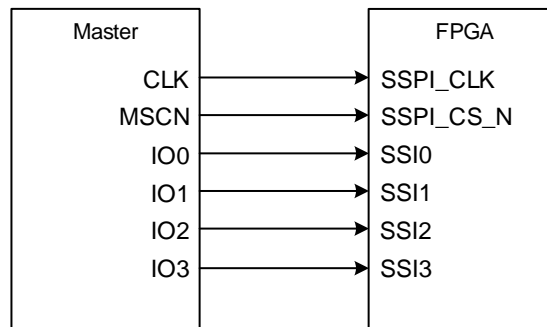 Master FPGA
CLK SSPI_CLK
MSCN SSPI_CS_N
IO0 SSI0
IO1 SSI1
IO2 SSI2
IO3 SSI3